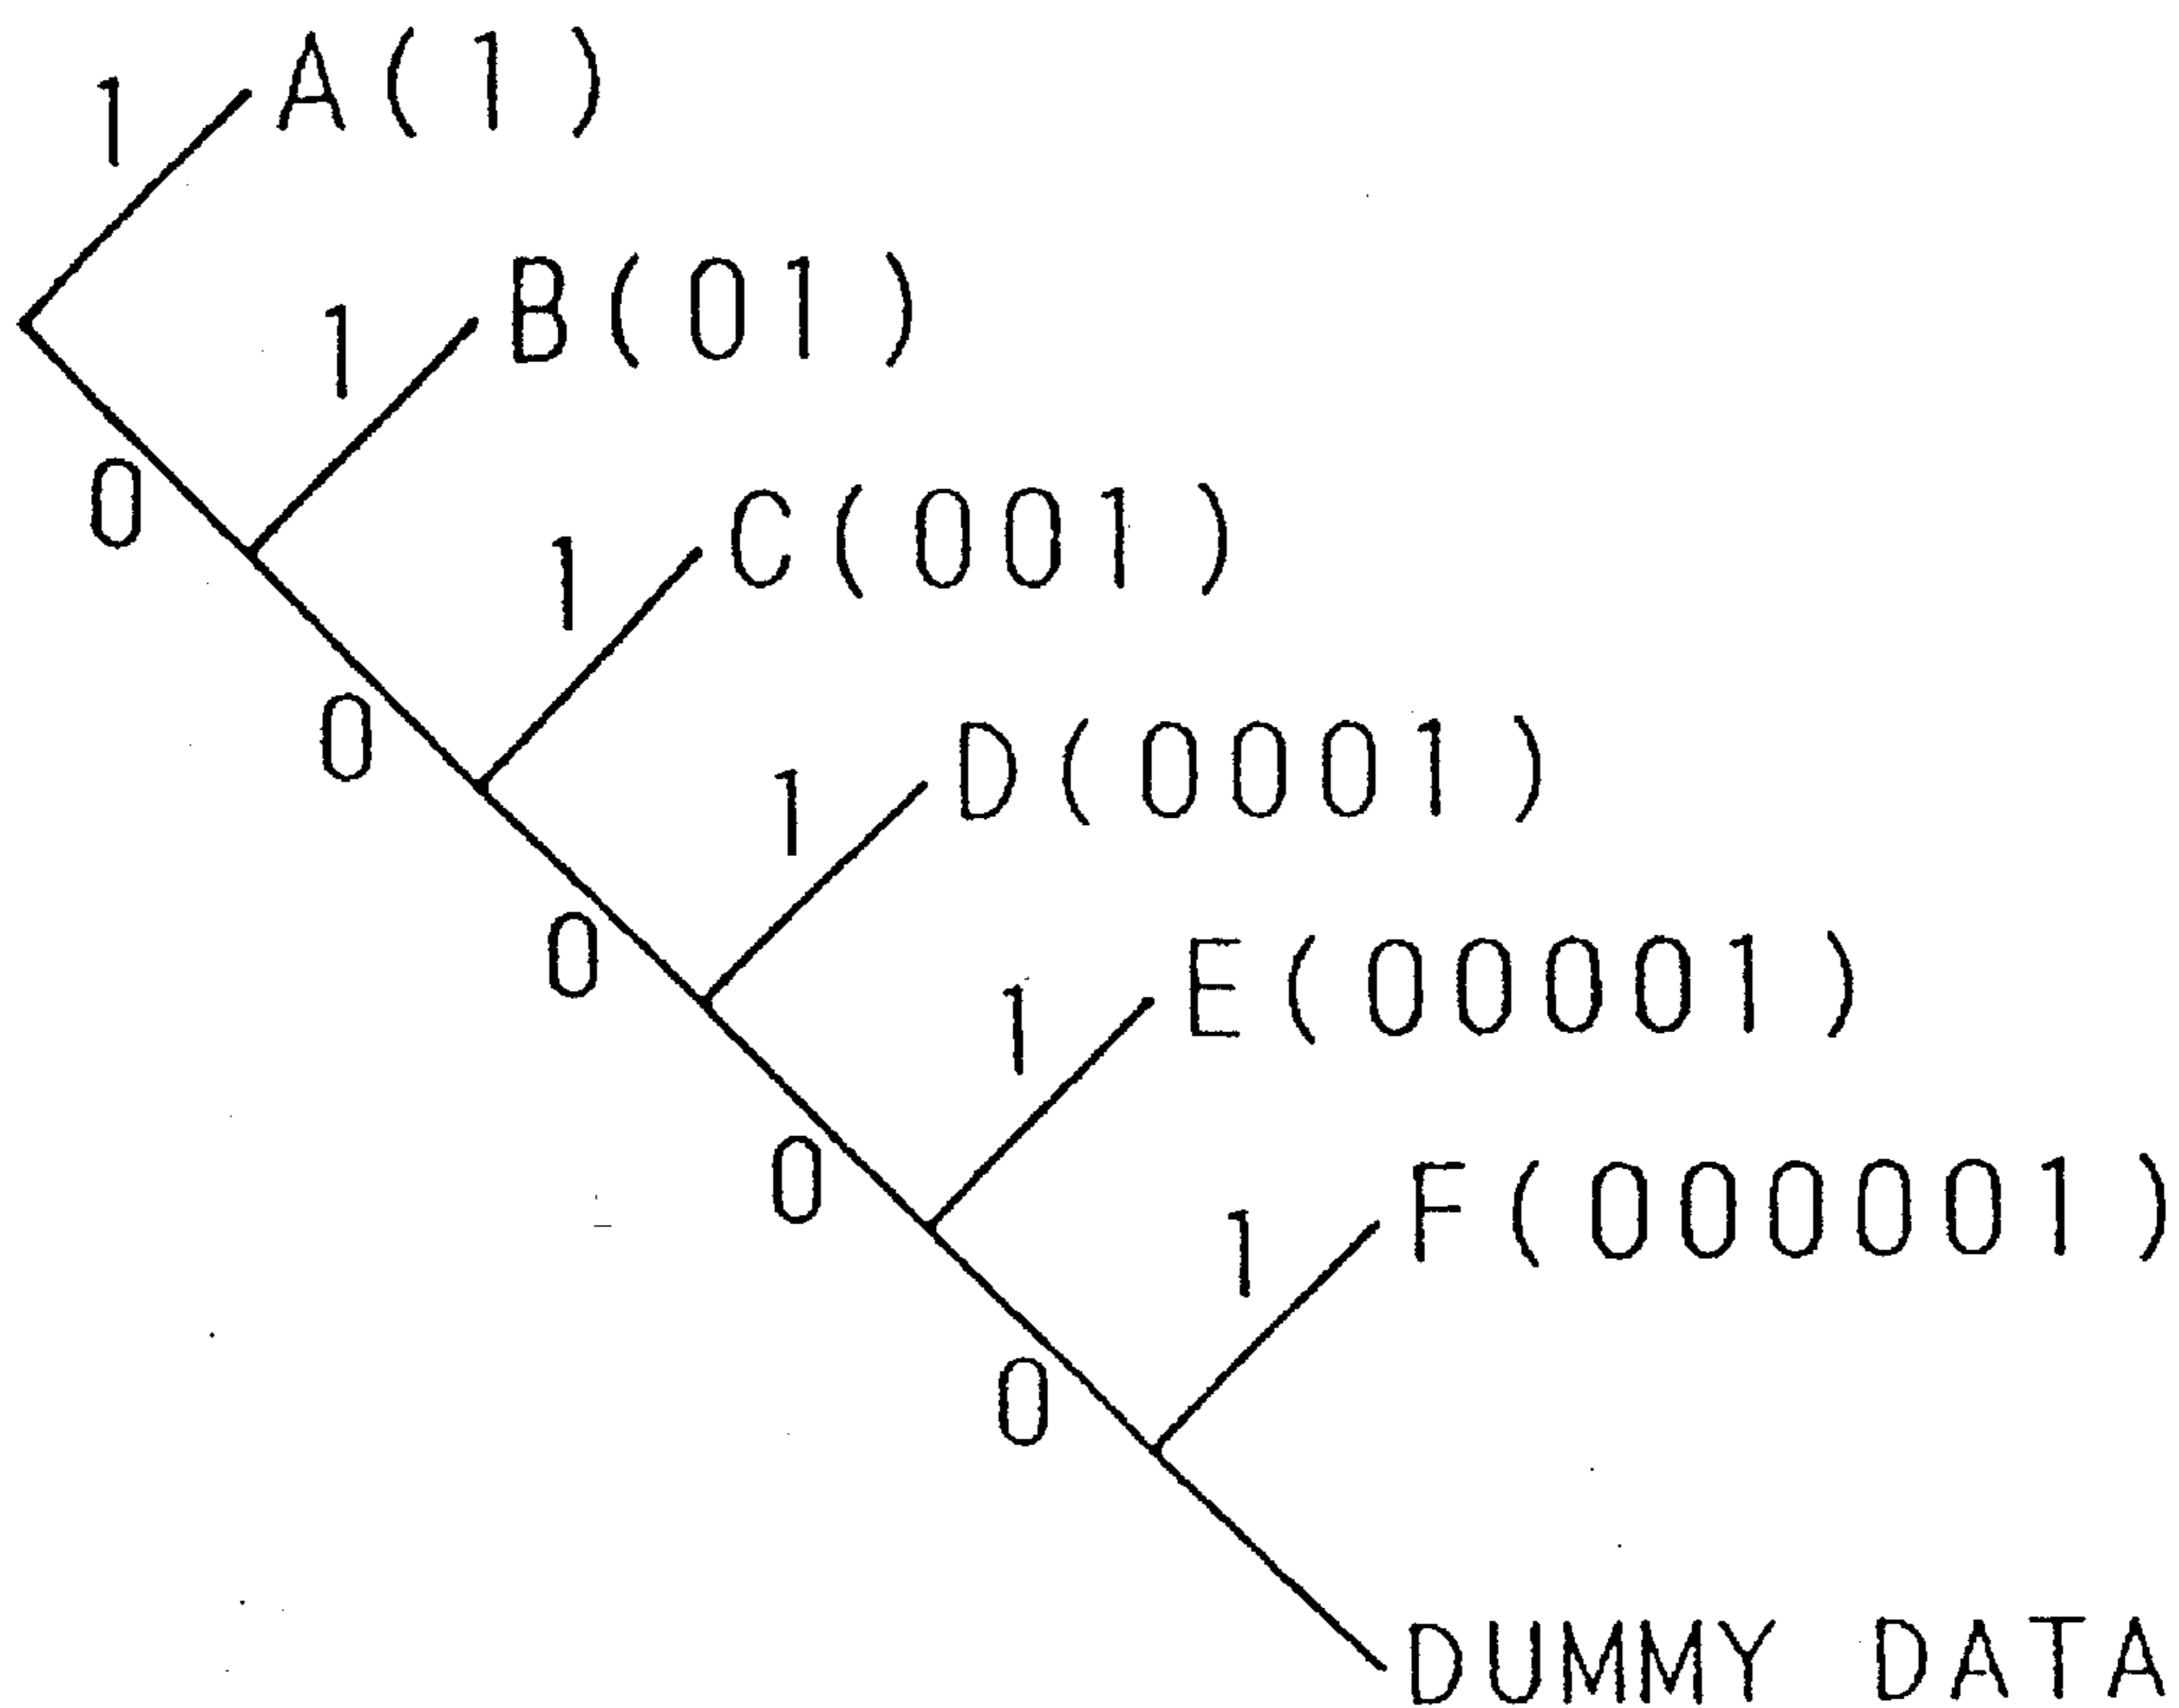 1 A(1)
1 B(01)
0
1 C(001)
0
1 D(0001)
0
1 E(00001)
0
1 F(000001)
0
DUMMY DATA